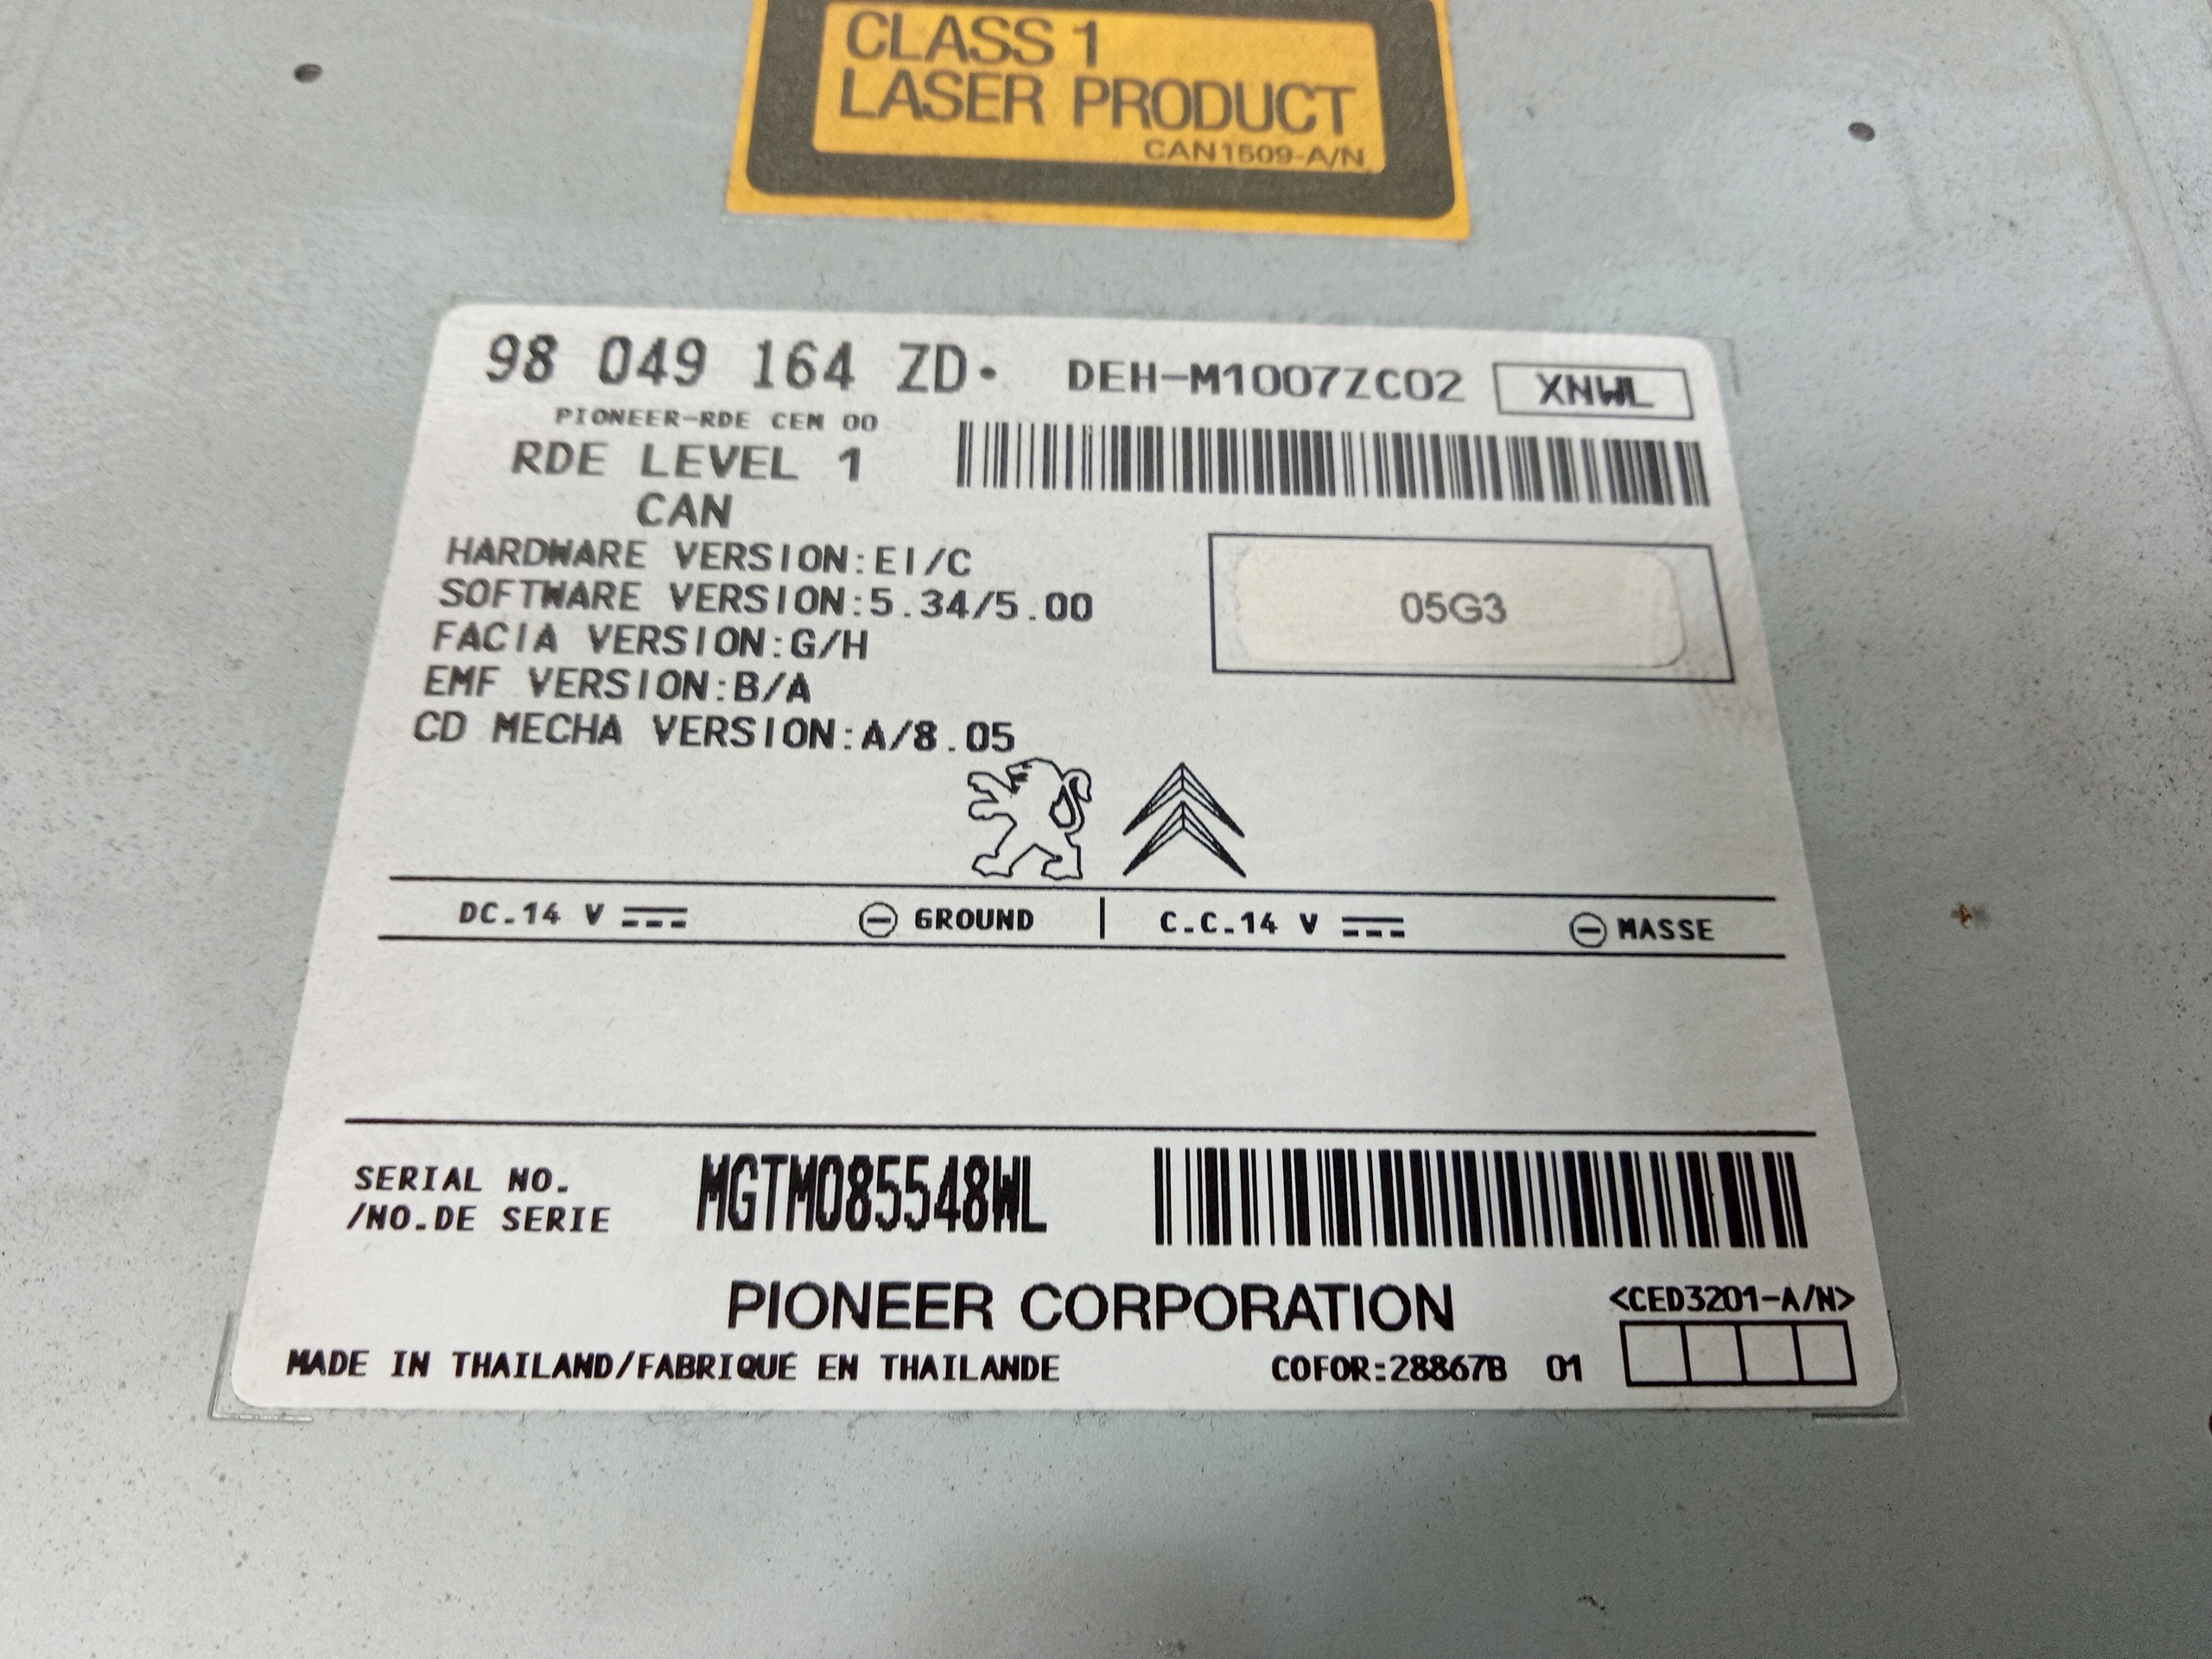 CLASS 1
LASER PRODUCT
CAN1509-A/N
98 049 164 ZD• DEH-M1007ZC02 XNWL
PIONEER-RDE CEM 00
RDE LEVEL 1
CAN
HARDWARE VERSION:EI/C
SOFTWARE VERSION:5.34/5.00
05G3
FACIA VERSION:G/H
EMF VERSION:B/A
CD MECHA VERSION:A/8.05
DC.14 V GROUND | C.C.14 V MASSE
SERIAL NO.
/NO.DE SERIE
MGTM085548WL
PIONEER CORPORATION
<CED3201-A/N>
MADE IN THAILAND/FABRIQUÉ EN THAILANDE COFOR:28867B 01